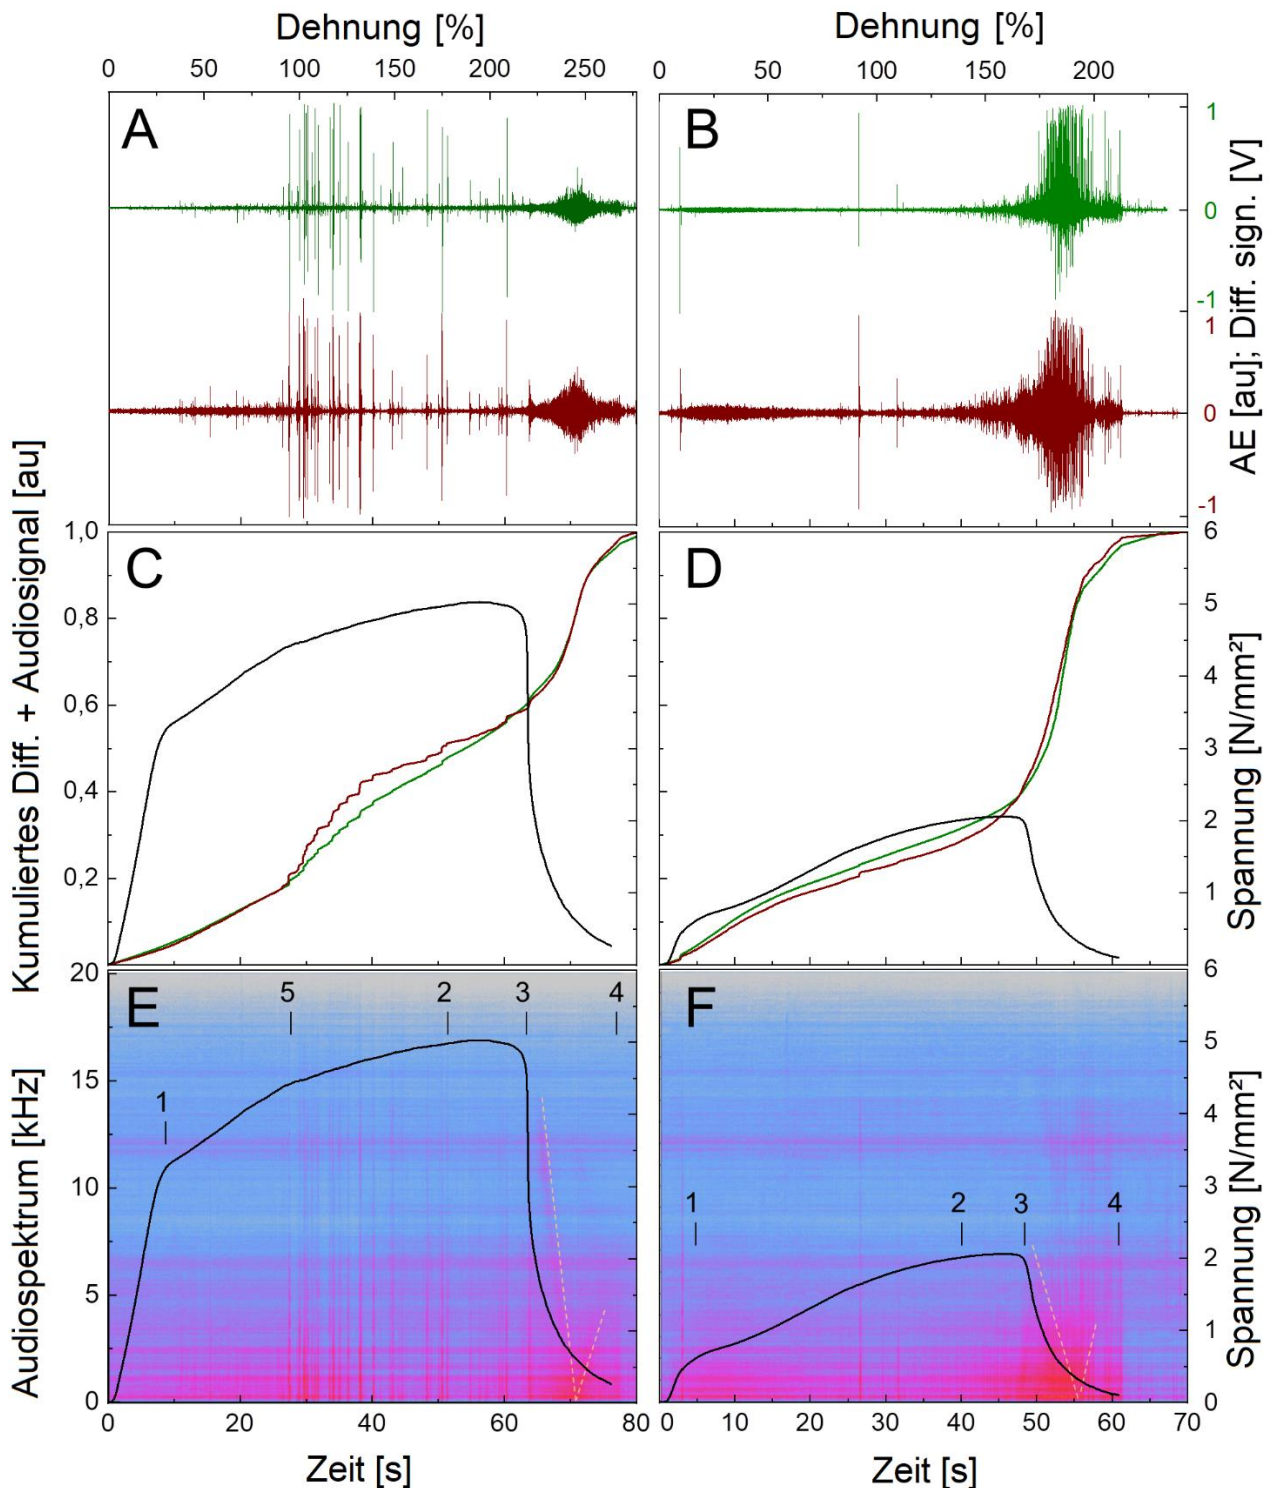 Dehnung [%]
Dehnung [%]
0 50 100 150 200 250
0 50 100 150 200
A
B
1
0
-1
1
0
-1
AE [au]; Diff. sign. [V]
Kumuliertes Diff. + Audiosignal [au]
1,0
0,8
0,6
0,4
0,2
C
D
6
5
4
3
2
1
Spannung [N/mm²]
Audiospektrum [kHz]
20
15
10
5
0
E
1
5
2
3
4
F
1
2
3
4
6
5
4
3
2
1
0
Spannung [N/mm²]
0 20 40 60 80
0 10 20 30 40 50 60 70
Zeit [s]
Zeit [s]